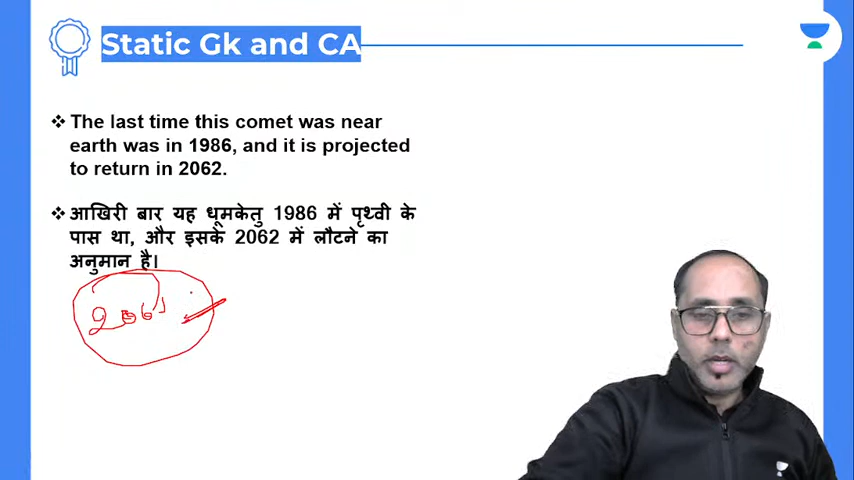 Static Gk and CA
❖ The last time this comet was near
earth was in 1986, and it is projected
to return in 2062.
❖ आखिरी बार यह धूमकेतु 1986 में पृथ्वी के
पास था, और इसके 2062 में लौटने का
अनुमान है।
2061